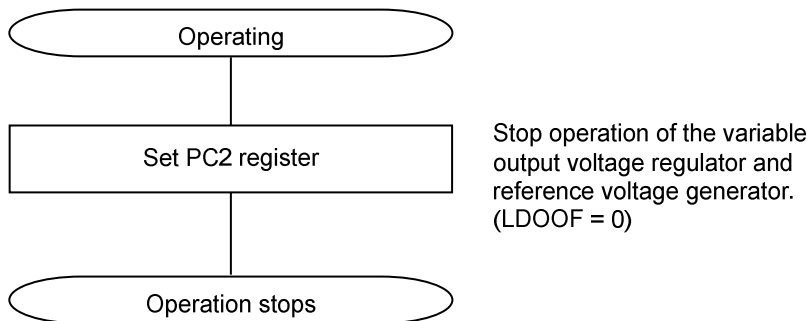 Operating
Set PC2 register
Stop operation of the variable
output voltage regulator and
reference voltage generator.
(LDOOF = 0)
Operation stops